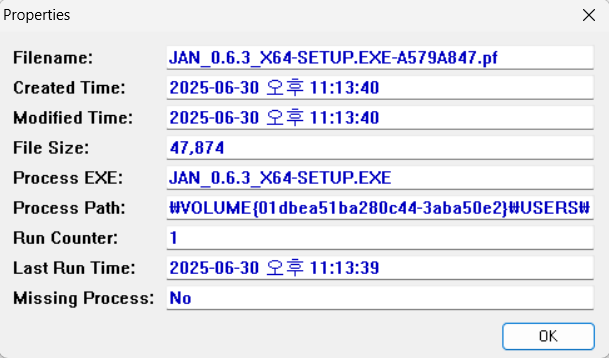 Properties
Filename: JAN_0.6.3_X64-SETUP.EXE-A579A847.pf
Created Time: 2025-06-30 오후 11:13:40
Modified Time: 2025-06-30 오후 11:13:40
File Size: 47,874
Process EXE: JAN_0.6.3_X64-SETUP.EXE
Process Path: ₩VOLUME{01dbea51ba280c44-3aba50e2}₩USERS₩
Run Counter: 1
Last Run Time: 2025-06-30 오후 11:13:39
Missing Process: No
OK